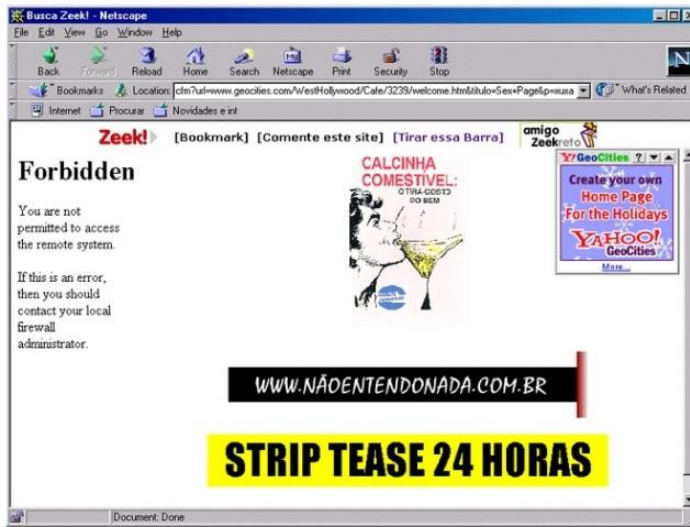 Busca Zeek! - Netscape
File Edit View Go Window Help
Back Forward Reload Home Search Netscape Print Security Stop
N
Bookmarks Location: cfm?url=www.geocities.com/WestHollywood/Cafe/3239/welcome.htm&titulo=Sex+Page&p=xuxa What's Related
Internet Procurar Novidades e int
Zeek! [Bookmark] [Comente este site] [Tirar essa Barra] amigo
Zeekreto
Forbidden
You are not
permitted to access
the remote system.
If this is an error,
then you should
contact your local
firewall
administrator.
CALCINHA
COMESTÍVEL:
O TIRA-GOSTO
DO BEM
Y! GeoCities ?
Create your own
Home Page
For the Holidays
YAHOO!
GeoCities
More...
WWW.NÃOENTENDONADA.COM.BR
STRIP TEASE 24 HORAS
Document: Done